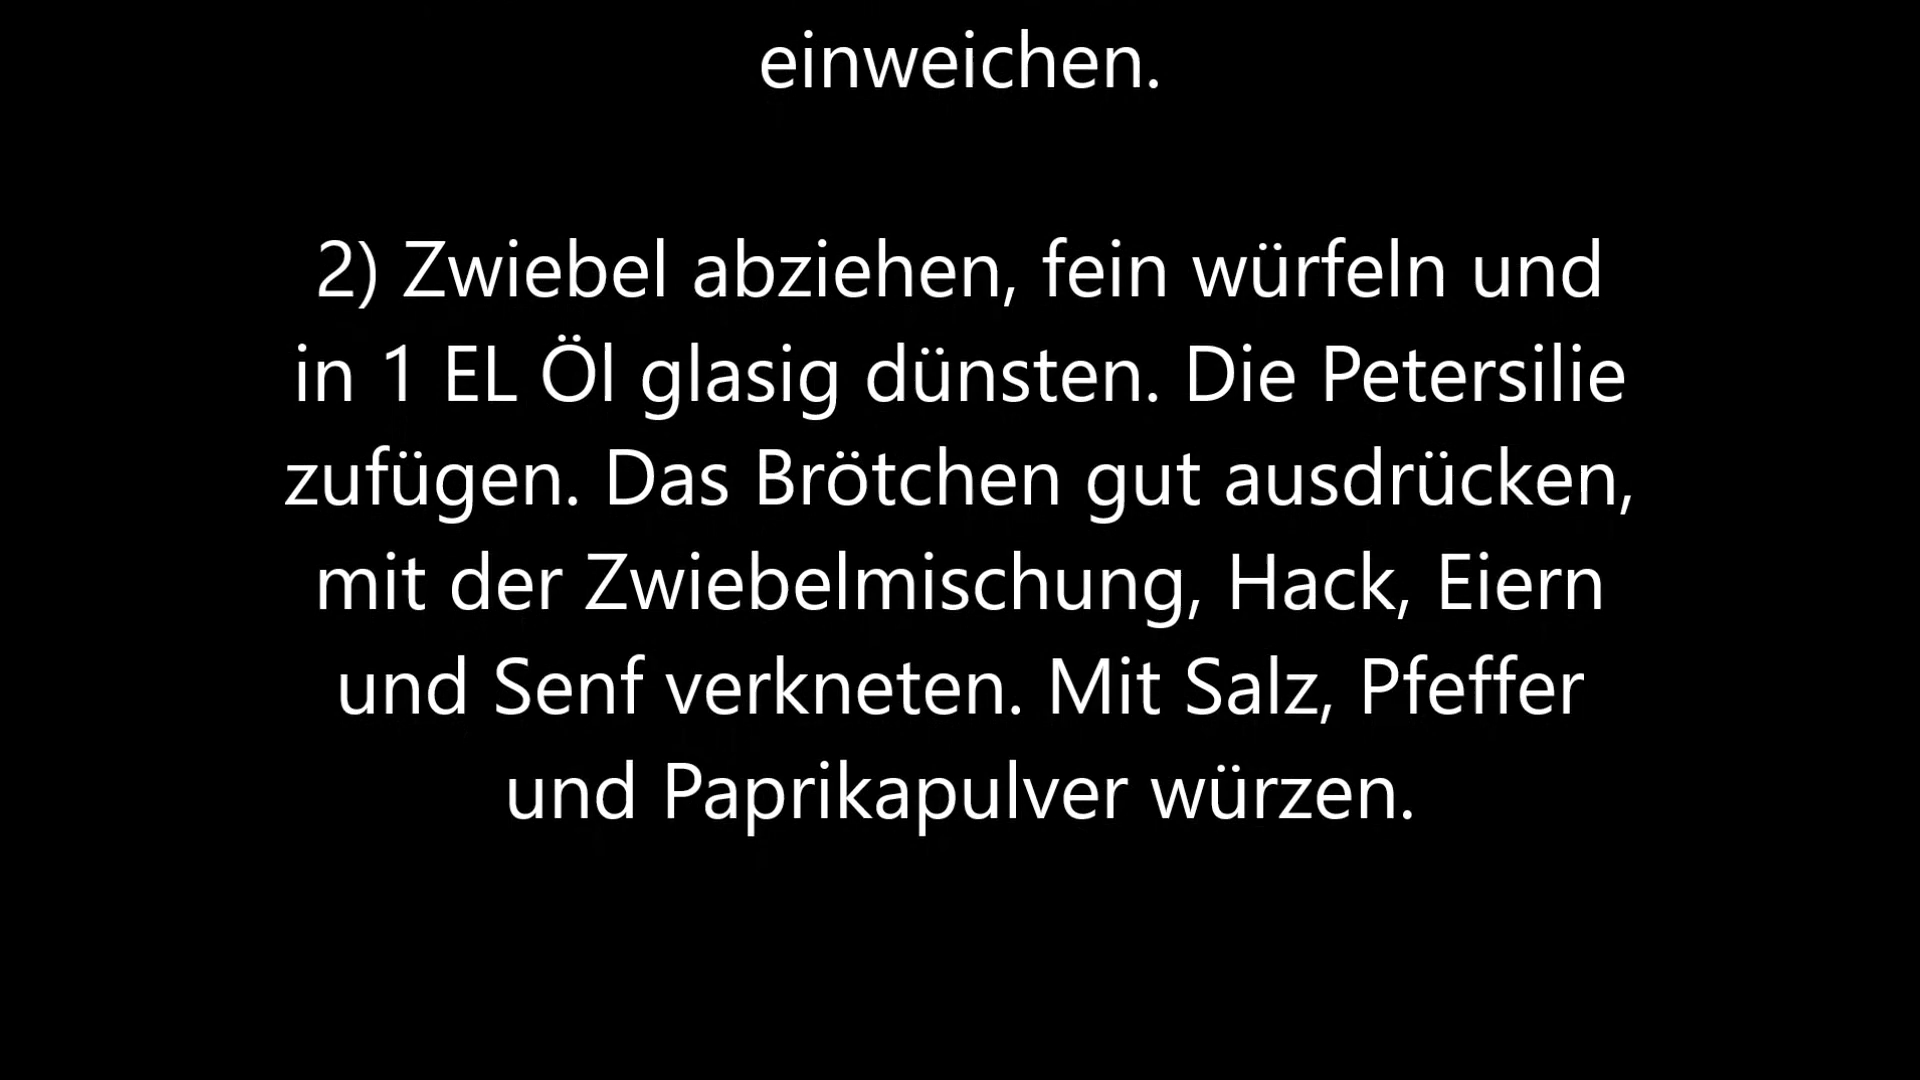 einweichen.
2) Zwiebel abziehen, fein würfeln und
in 1 EL Öl glasig dünsten. Die Petersilie
zufügen. Das Brötchen gut ausdrücken,
mit der Zwiebelmischung, Hack, Eiern
und Senf verkneten. Mit Salz, Pfeffer
und Paprikapulver würzen.